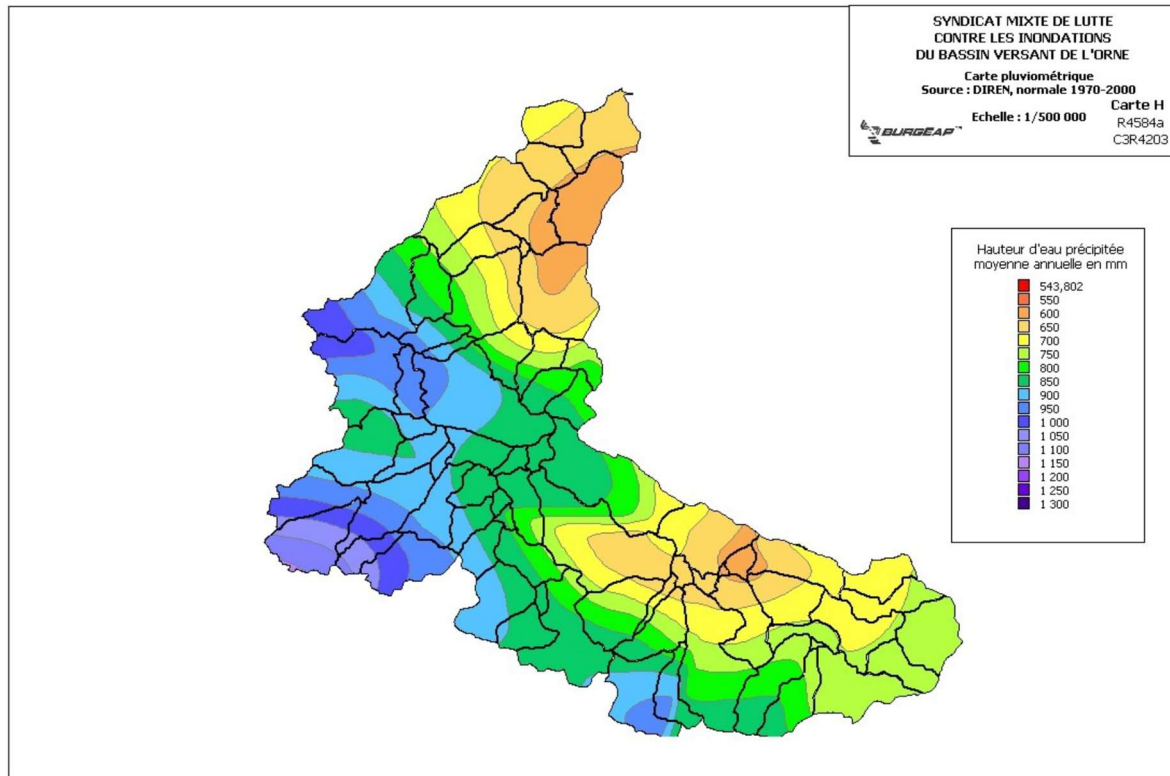 SYNDICAT MIXTE DE LUTTE
CONTRE LES INONDATIONS
DU BASSIN VERSANT DE L'ORNE
Carte pluviométrique
Source : DIREN, normale 1970-2000
Carte H
Echelle : 1/500 000
R4584a
BURGÉAP
C3R4203
Hauteur d'eau précipitée
moyenne annuelle en mm
543,802
550
600
650
700
750
800
850
900
950
1 000
1 050
1 100
1 150
1 200
1 250
1 300